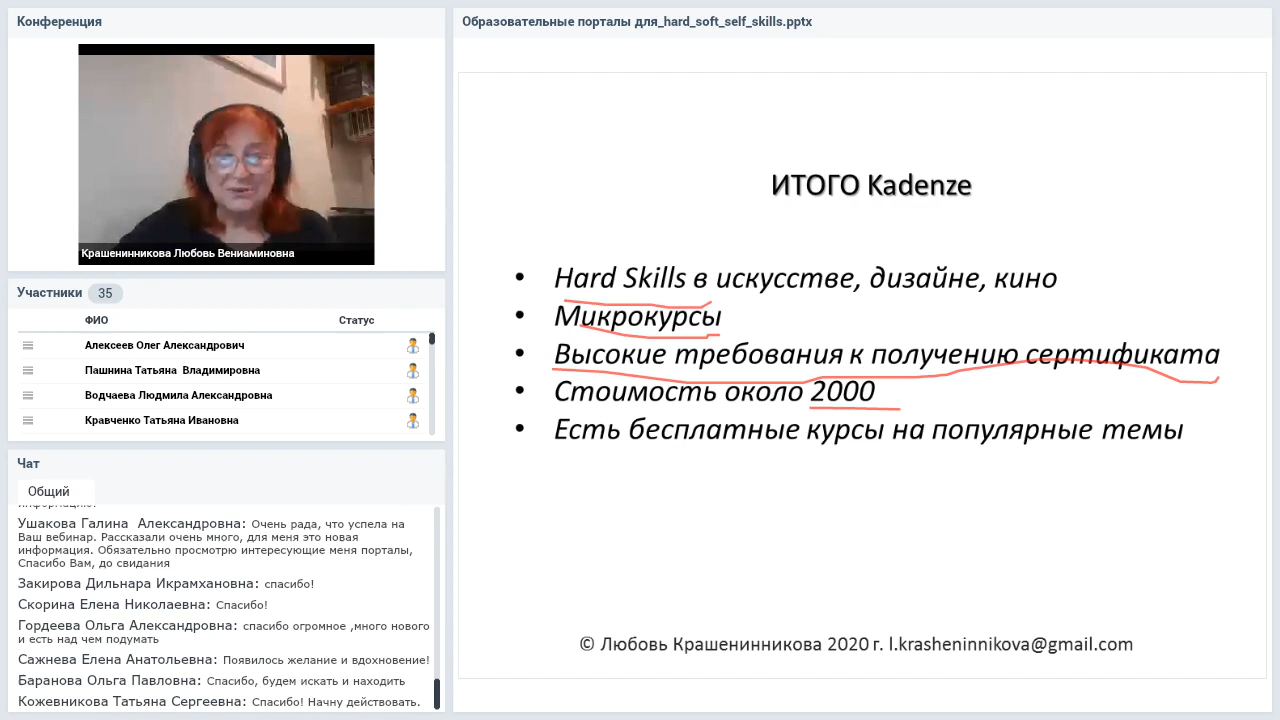 Конференция
Крашенинникова Любовь Вениаминовна
Участники 35
ФИО Статус
Алексеев Олег Александрович
Пашнина Татьяна Владимировна
Водчаева Людмила Александровна
Кравченко Татьяна Ивановна
Чат
Общий
информацию!
Ушакова Галина Александровна: Очень рада, что успела на
Ваш вебинар. Рассказали очень много, для меня это новая
информация. Обязательно просмотрю интересующие меня порталы,
Спасибо Вам, до свидания
Закирова Дильнара Икрамхановна: спасибо!
Скорина Елена Николаевна: Спасибо!
Гордеева Ольга Александровна: спасибо огромное ,много нового
и есть над чем подумать
Сажнева Елена Анатольевна: Появилось желание и вдохновение!
Баранова Ольга Павловна: Спасибо, будем искать и находить
Кожевникова Татьяна Сергеевна: Спасибо! Начну действовать.
Образовательные порталы для_hard_soft_self_skills.pptx
ИТОГО Kadenze
• Hard Skills в искусстве, дизайне, кино
• Микрокурсы
• Высокие требования к получению сертификата
• Стоимость около 2000
• Есть бесплатные курсы на популярные темы
© Любовь Крашенинникова 2020 г. l.krasheninnikova@gmail.com